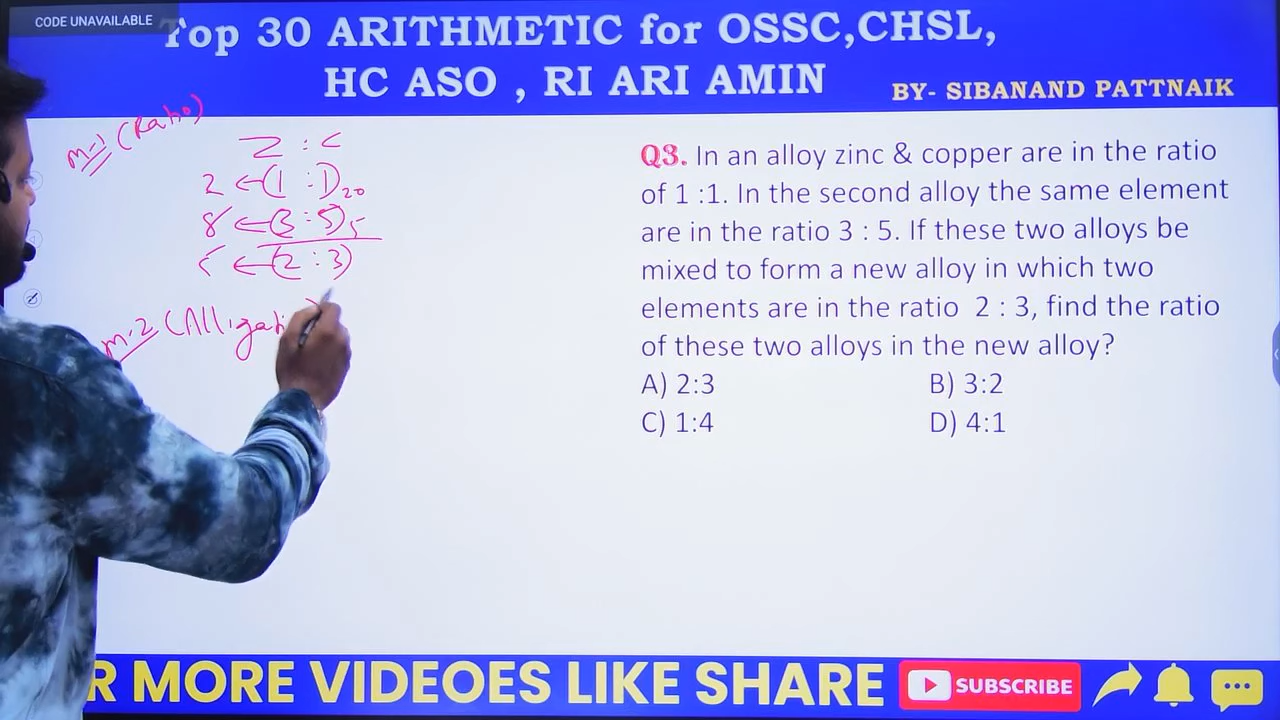 CODE UNAVAILABLE
Top 30 ARITHMETIC for OSSC,CHSL,
HC ASO , RI ARI AMIN
BY- SIBANAND PATTNAIK
m-1 (Ratio)
Z : C
2 ← (1 : 1)20
8 ← (3 : 5)5
5 ← (2 : 3)
m-2 (Alligati
Q3. In an alloy zinc & copper are in the ratio
of 1 :1. In the second alloy the same element
are in the ratio 3 : 5. If these two alloys be
mixed to form a new alloy in which two
elements are in the ratio 2 : 3, find the ratio
of these two alloys in the new alloy?
A) 2:3 B) 3:2
C) 1:4 D) 4:1
R MORE VIDEOES LIKE SHARE
SUBSCRIBE